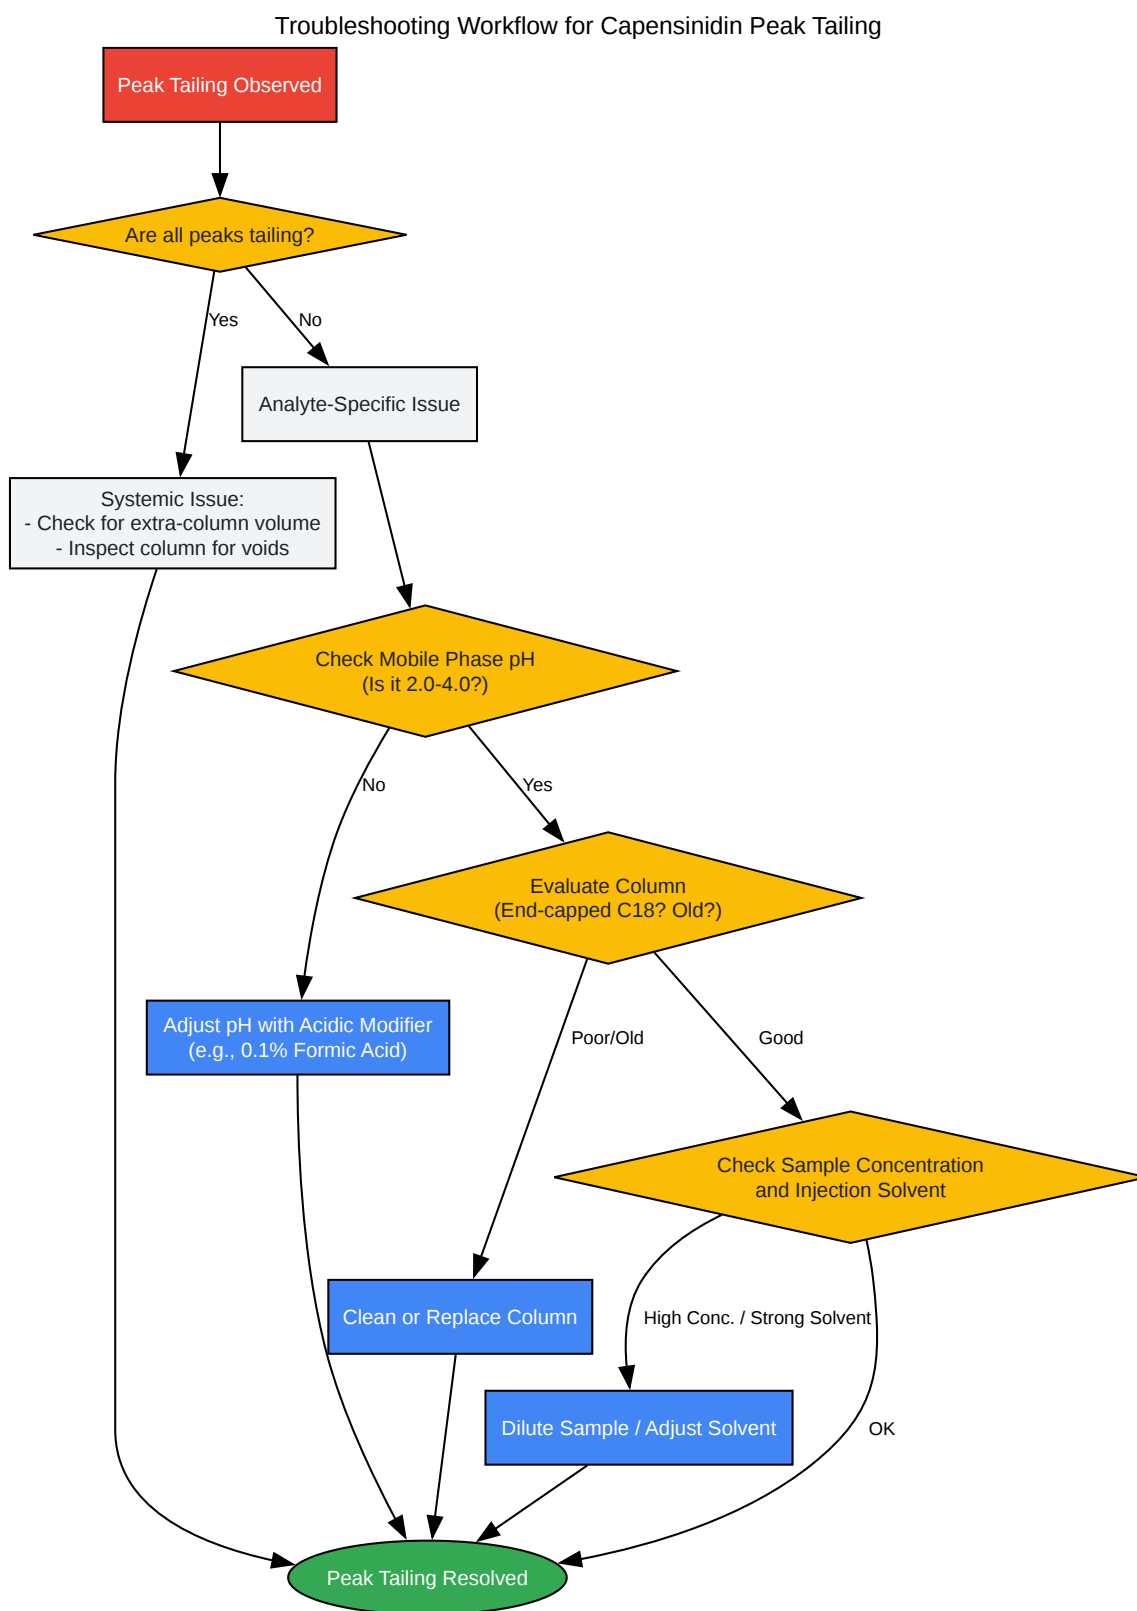 Troubleshooting Workflow for Capensinidin Peak Tailing
Peak Tailing Observed
Are all peaks tailing?
Yes
No
Analyte-Specific Issue
Systemic Issue:
- Check for extra-column volume
- Inspect column for voids
Check Mobile Phase pH
(Is it 2.0-4.0?)
No
Yes
Evaluate Column
(End-capped C18? Old?)
Adjust pH with Acidic Modifier
(e.g., 0.1% Formic Acid)
Poor/Old
Good
Check Sample Concentration
and Injection Solvent
Clean or Replace Column
High Conc. / Strong Solvent
Dilute Sample / Adjust Solvent
OK
Peak Tailing Resolved